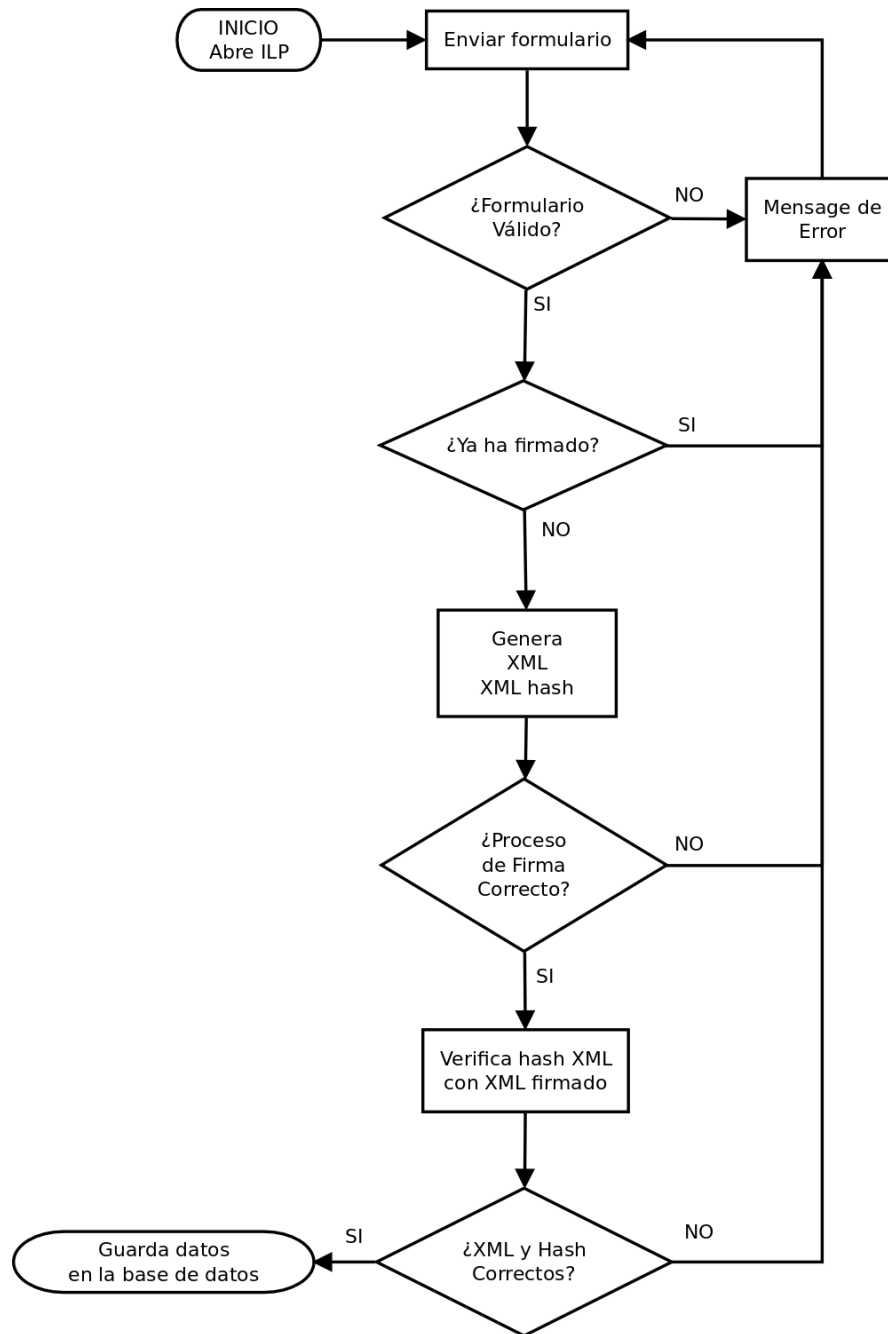 INICIO
Abre ILP
Enviar formulario
¿Formulario
Válido?
NO
Mensage de
Error
SI
¿Ya ha firmado?
SI
NO
Genera
XML
XML hash
¿Proceso
de Firma
Correcto?
NO
SI
Verifica hash XML
con XML firmado
¿XML y Hash
Correctos?
NO
SI
Guarda datos
en la base de datos